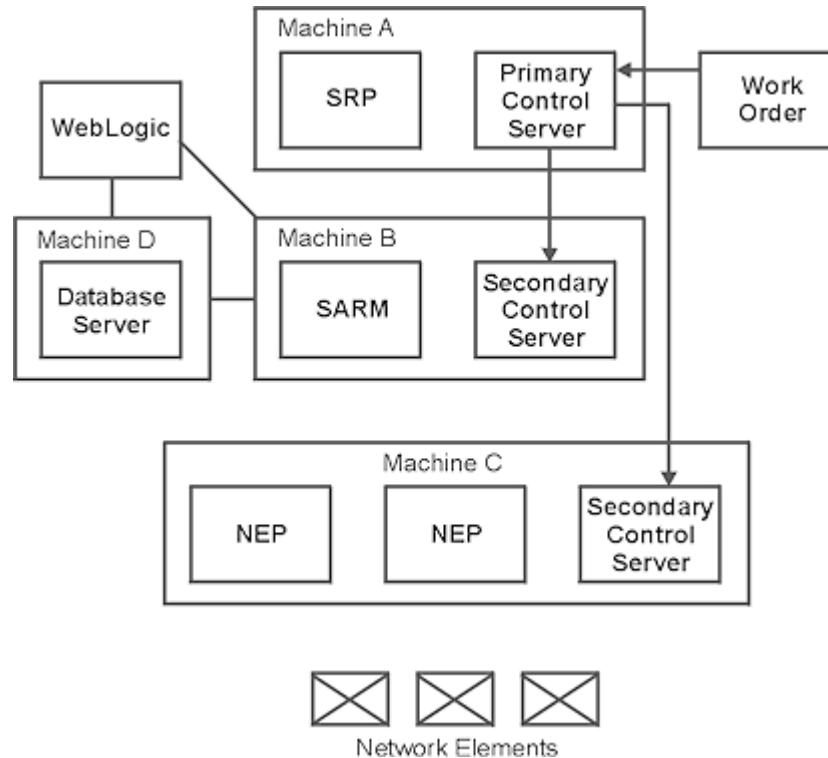 Machine A
SRP
Primary
Control
Server
Work
Order
WebLogic
Machine D
Database
Server
Machine B
SARM
Secondary
Control
Server
Machine C
NEP
NEP
Secondary
Control
Server
Network Elements